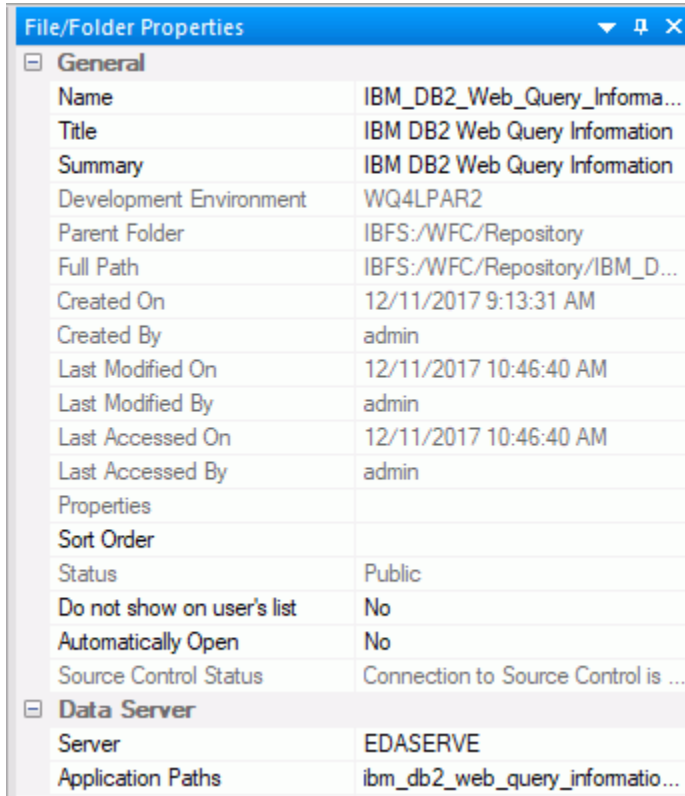 File/Folder Properties
General
Name IBM_DB2_Web_Query_Informa...
Title IBM DB2 Web Query Information
Summary IBM DB2 Web Query Information
Development Environment WQ4LPAR2
Parent Folder IBFS:/WFC/Repository
Full Path IBFS:/WFC/Repository/IBM_D...
Created On 12/11/2017 9:13:31 AM
Created By admin
Last Modified On 12/11/2017 10:46:40 AM
Last Modified By admin
Last Accessed On 12/11/2017 10:46:40 AM
Last Accessed By admin
Properties
Sort Order
Status Public
Do not show on user's list No
Automatically Open No
Source Control Status Connection to Source Control is ...
Data Server
Server EDASERVE
Application Paths ibm_db2_web_query_informatio...